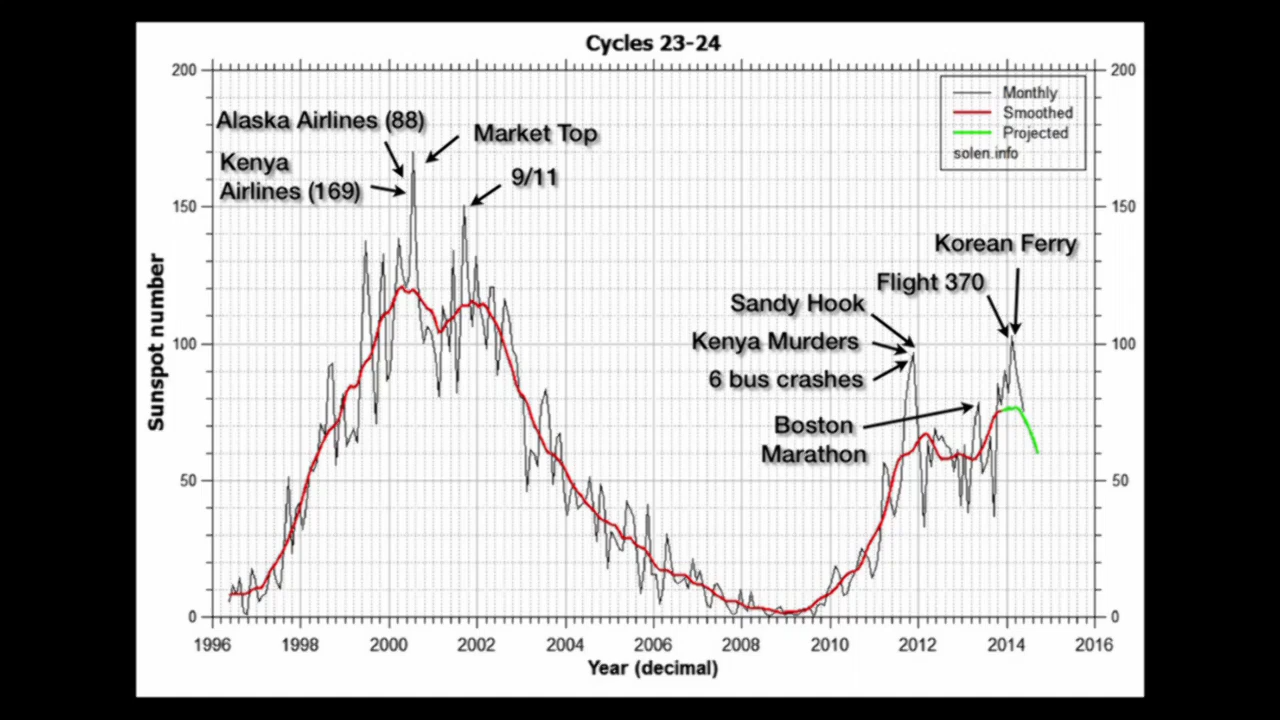 Cycles 23-24
Monthly
Smoothed
Projected
solen.info
Alaska Airlines (88)
Market Top
Kenya
Airlines (169)
9/11
Korean Ferry
Flight 370
Sandy Hook
Kenya Murders
6 bus crashes
Boston
Marathon
Sunspot number
200
150
100
50
0
200
150
100
50
0
1996 1998 2000 2002 2004 2006 2008 2010 2012 2014 2016
Year (decimal)